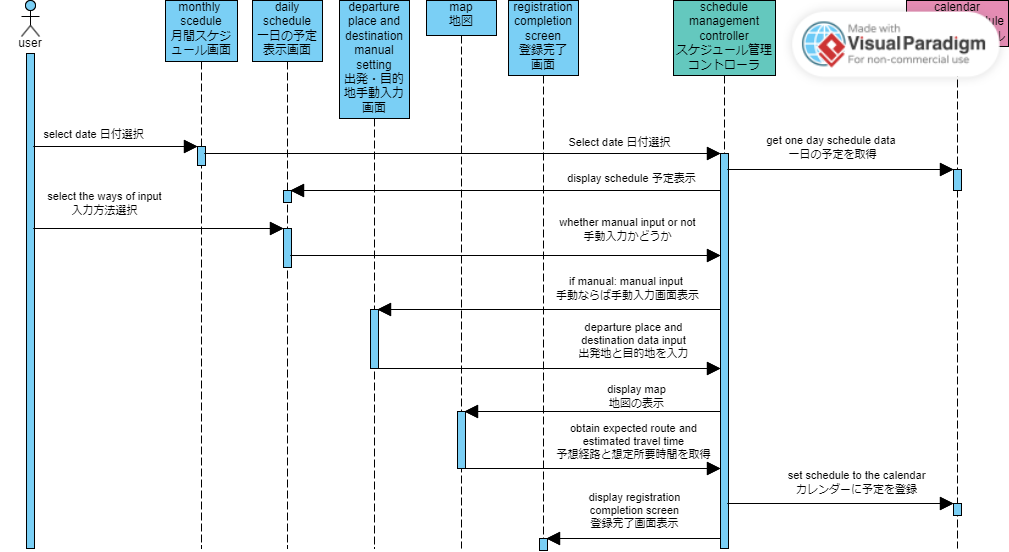 user
monthly
scedule
月間スケジ
ュール画面
daily
schedule
一日の予定
表示画面
departure
place and
destination
manual
setting
出発・目的
地手動入力
画面
map
地図
registration
completion
screen
登録完了
画面
schedule
management
controller
スケジュール管理
コントローラ
calendar
Made with
Visual Paradigm
For non-commercial use
select date 日付選択
Select date 日付選択
get one day schedule data
一日の予定を取得
display schedule 予定表示
select the ways of input
入力方法選択
whether manual input or not
手動入力かどうか
if manual: manual input
手動ならば手動入力画面表示
departure place and
destination data input
出発地と目的地を入力
display map
地図の表示
obtain expected route and
estimated travel time
予想経路と想定所要時間を取得
set schedule to the calendar
カレンダーに予定を登録
display registration
completion screen
登録完了画面表示